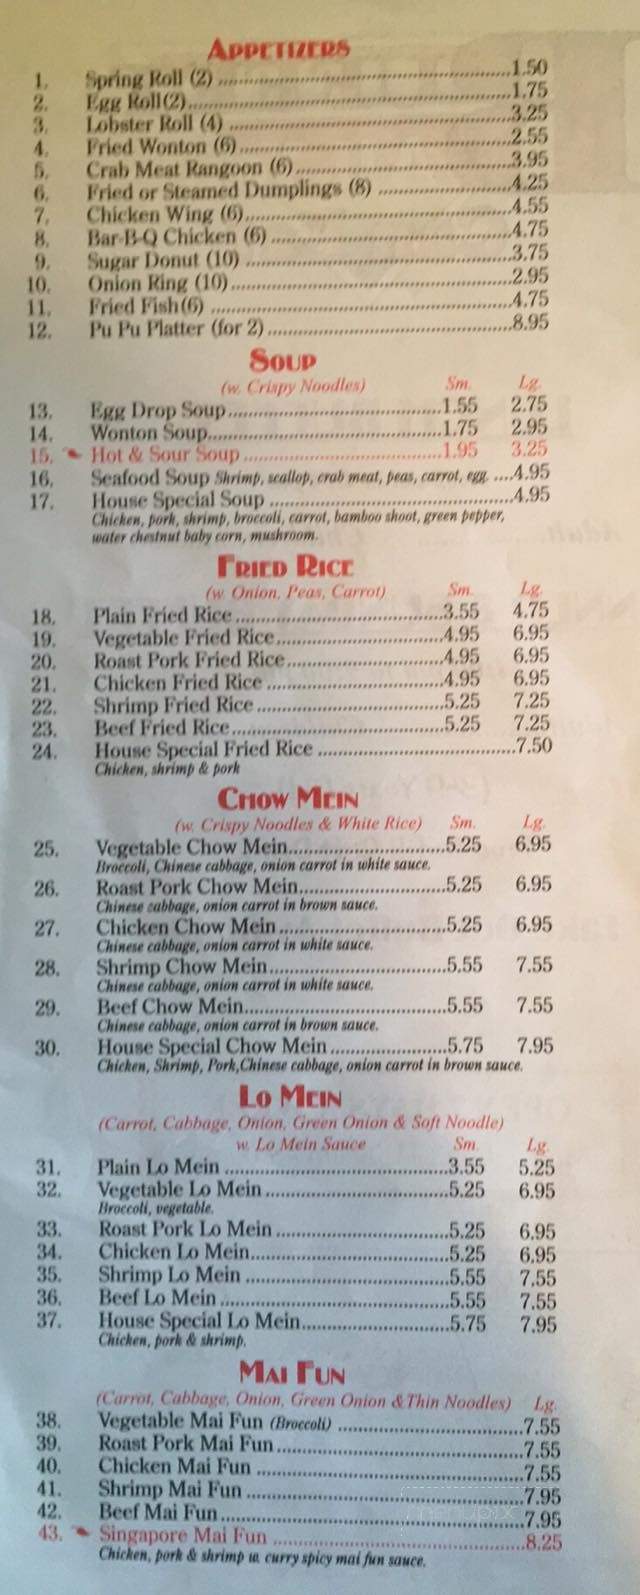 APPETIZERS
1. Spring Roll (2) ..........1.50
2. Egg Roll(2)..........1.75
3. Lobster Roll (4) ..........3.25
4. Fried Wonton (6)..........2.55
5. Crab Meat Rangoon (6)..........3.95
6. Fried or Steamed Dumplings (8) ..........4.25
7. Chicken Wing (6)..........4.55
8. Bar-B-Q Chicken (6)..........4.75
9. Sugar Donut (10) ..........3.75
10. Onion Ring (10)..........2.95
11. Fried Fish(6) ..........4.75
12. Pu Pu Platter (for 2)..........8.95
SOUP
(w. Crispy Noodles) Sm. Lg.
13. Egg Drop Soup..........1.55 2.75
14. Wonton Soup..........1.75 2.95
15. Hot & Sour Soup ..........1.95 3.25
16. Seafood Soup Shrimp, scallop, crab meat, peas, carrot, egg. ....4.95
17. House Special Soup ..........4.95
Chicken, pork, shrimp, broccoli, carrot, bamboo shoot, green pepper,
water chestnut baby corn, mushroom.
FRIED RICE
(w. Onion, Peas, Carrot) Sm. Lg.
18. Plain Fried Rice..........3.55 4.75
19. Vegetable Fried Rice..........4.95 6.95
20. Roast Pork Fried Rice..........4.95 6.95
21. Chicken Fried Rice ..........4.95 6.95
22. Shrimp Fried Rice..........5.25 7.25
23. Beef Fried Rice..........5.25 7.25
24. House Special Fried Rice ..........7.50
Chicken, shrimp & pork
CHOW MEIN
(w. Crispy Noodles & White Rice) Sm. Lg.
25. Vegetable Chow Mein..........5.25 6.95
Broccoli, Chinese cabbage, onion carrot in white sauce.
26. Roast Pork Chow Mein..........5.25 6.95
Chinese cabbage, onion carrot in brown sauce.
27. Chicken Chow Mein..........5.25 6.95
Chinese cabbage, onion carrot in white sauce.
28. Shrimp Chow Mein..........5.55 7.55
Chinese cabbage, onion carrot in white sauce.
29. Beef Chow Mein..........5.55 7.55
Chinese cabbage, onion carrot in brown sauce.
30. House Special Chow Mein ..........5.75 7.95
Chicken, Shrimp, Pork,Chinese cabbage, onion carrot in brown sauce.
LO MEIN
(Carrot, Cabbage, Onion, Green Onion & Soft Noodle)
w. Lo Mein Sauce Sm. Lg.
31. Plain Lo Mein ..........3.55 5.25
32. Vegetable Lo Mein ..........5.25 6.95
Broccoli, vegetable.
33. Roast Pork Lo Mein ..........5.25 6.95
34. Chicken Lo Mein..........5.25 6.95
35. Shrimp Lo Mein ..........5.55 7.55
36. Beef Lo Mein ..........5.55 7.55
37. House Special Lo Mein..........5.75 7.95
Chicken, pork & shrimp.
MAI FUN
(Carrot, Cabbage, Onion, Green Onion &Thin Noodles) Lg.
38. Vegetable Mai Fun (Broccoli) ..........7.55
39. Roast Pork Mai Fun..........7.55
40. Chicken Mai Fun ..........7.55
41. Shrimp Mai Fun ..........7.95
42. Beef Mai Fun..........7.95
43. Singapore Mai Fun ..........8.25
Chicken, pork & shrimp w. curry spicy mai fun sauce.